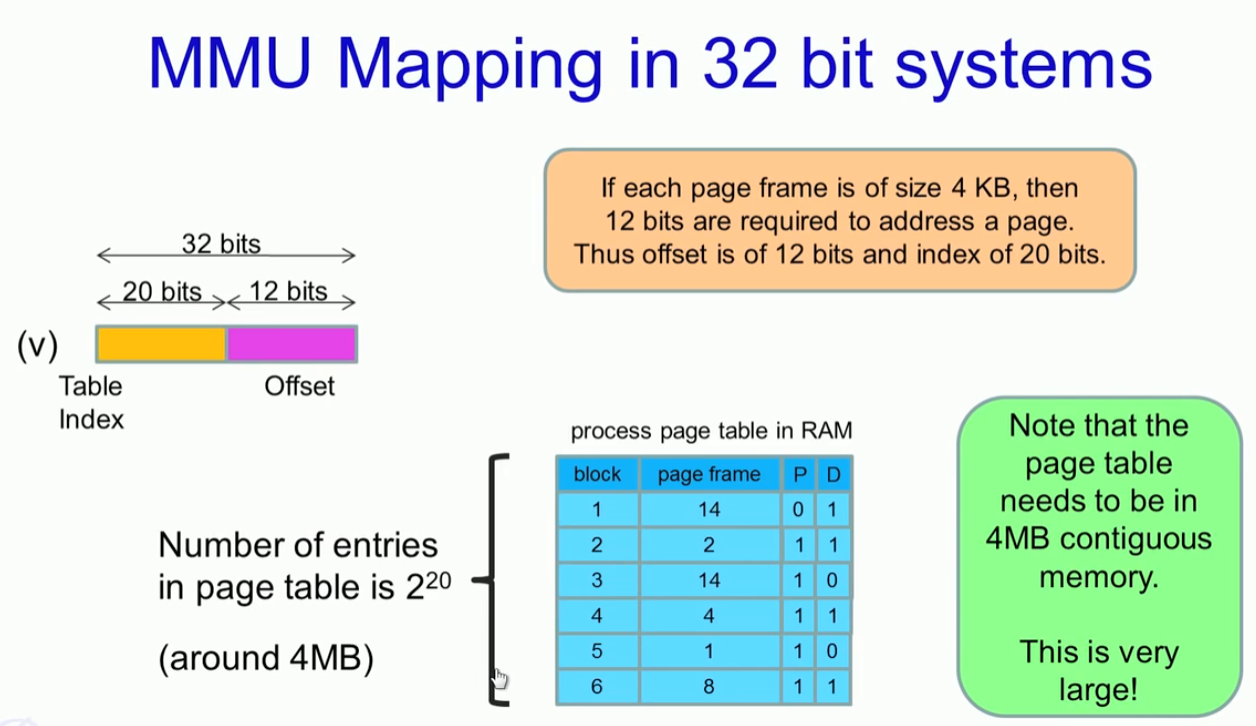 MMU Mapping in 32 bit systems
If each page frame is of size 4 KB, then
12 bits are required to address a page.
Thus offset is of 12 bits and index of 20 bits.
32 bits
20 bits 12 bits
(v)
Table
Index
Offset
process page table in RAM
block page frame P D
1 14 0 1
2 2 1 1
3 14 1 0
4 4 1 1
5 1 1 0
6 8 1 1
Number of entries
in page table is 2²⁰
(around 4MB)
Note that the
page table
needs to be in
4MB contiguous
memory.
This is very
large!